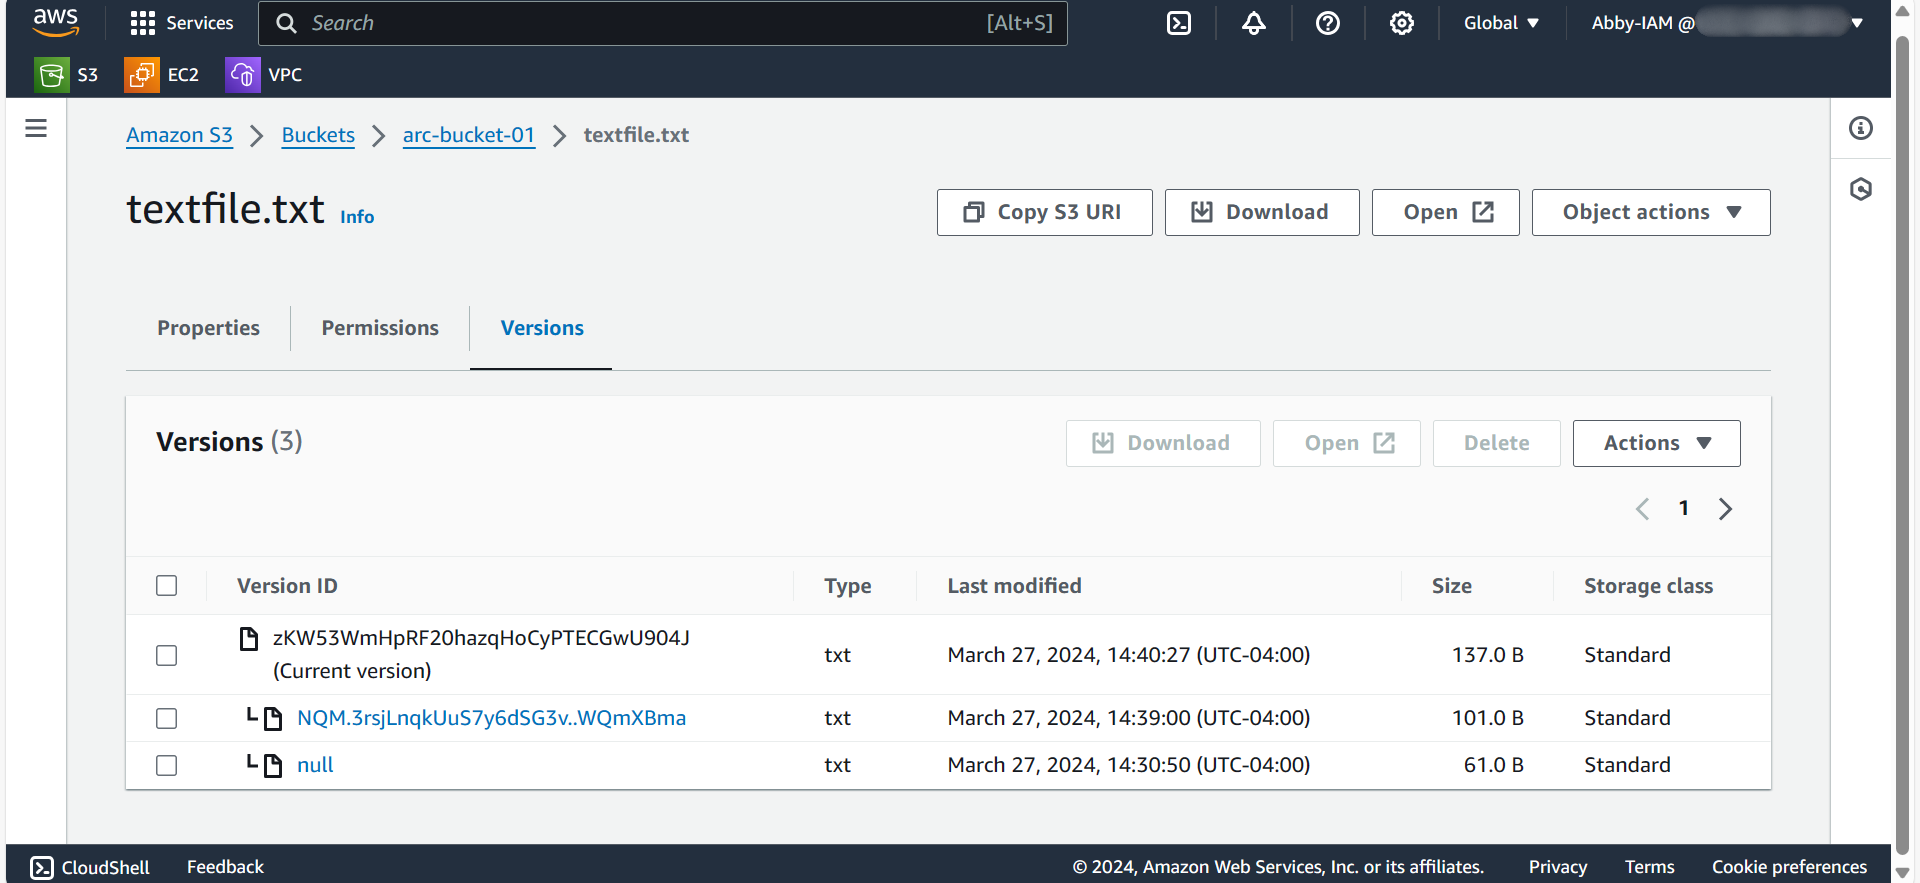 aws Services Search [Alt+S] Global Abby-IAM @
S3 EC2 VPC
Amazon S3 Buckets arc-bucket-01 textfile.txt
textfile.txt Info Copy S3 URI Download Open Object actions
Properties Permissions Versions
Versions (3) Download Open Delete Actions
1
Version ID Type Last modified Size Storage class
zKW53WmHpRF20hazqHoCyPTECGwU904J
(Current version) txt March 27, 2024, 14:40:27 (UTC-04:00) 137.0 B Standard
NQM.3rsjLnqkUuS7y6dSG3v..WQmXBma txt March 27, 2024, 14:39:00 (UTC-04:00) 101.0 B Standard
null txt March 27, 2024, 14:30:50 (UTC-04:00) 61.0 B Standard
CloudShell Feedback © 2024, Amazon Web Services, Inc. or its affiliates. Privacy Terms Cookie preferences